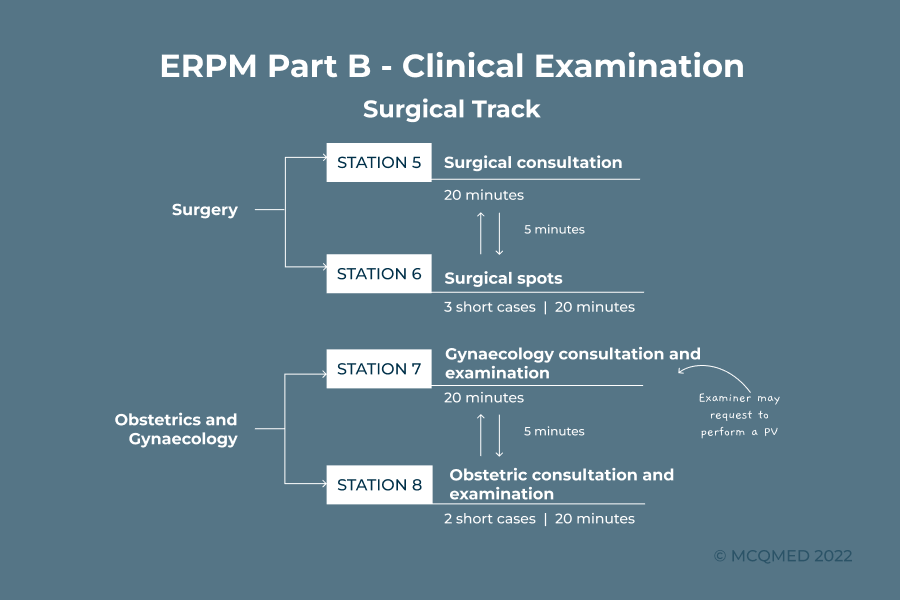 ERPM Part B - Clinical Examination
Surgical Track
Surgery
STATION 5
Surgical consultation
20 minutes
5 minutes
STATION 6
Surgical spots
3 short cases | 20 minutes
Obstetrics and
Gynaecology
STATION 7
Gynaecology consultation and
examination
20 minutes
Examiner may
request to
perform a PV
5 minutes
STATION 8
Obstetric consultation and
examination
2 short cases | 20 minutes
© MCQMED 2022